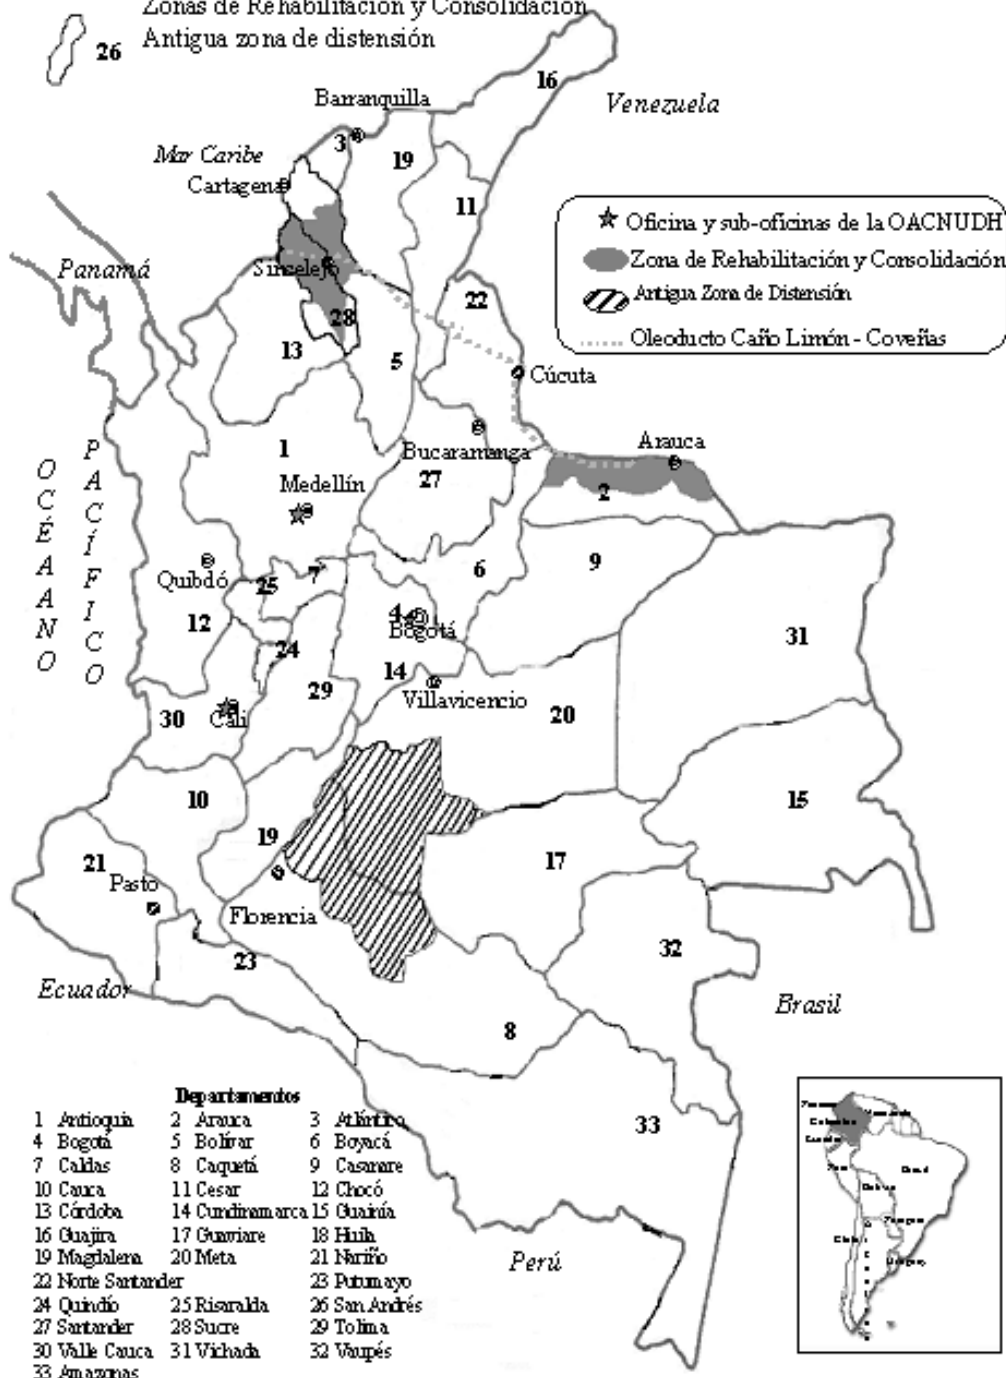 Zonas de Rehabilitación y Consolidación
26 Antigua zona de distensión
16
Barranquilla
Venezuela
3
Mar Caribe
19
Cartagena
11
Oficina y sub-oficinas de la OACNUDH
Zona de Rehabilitación y Consolidación
Antigua Zona de Distensión
Oleoducto Caño Limón - Coveñas
Panamá
Sincelejo
22
28
13
5
Cúcuta
OCÉANO PACÍFICO
1
Bucaramanga
Arauca
27
Medellín
2
Quibdó
25
7
6
9
12
4
Bogotá
31
24
14
29
Villavicencio
30
Cali
20
10
15
19
21
17
Pasto
Florencia
32
23
Ecuador
Brasil
8
33
Perú
Departamentos
1 Antioquia 2 Arauca 3 Atlántico
4 Bogotá 5 Bolívar 6 Boyacá
7 Caldas 8 Caquetá 9 Casanare
10 Cauca 11 Cesar 12 Chocó
13 Córdoba 14 Cundinamarca 15 Guainía
16 Guajira 17 Guaviare 18 Huila
19 Magdalena 20 Meta 21 Nariño
22 Norte Santander 23 Putumayo
24 Quindío 25 Risaralda 26 San Andrés
27 Santander 28 Sucre 29 Tolima
30 Valle Cauca 31 Vichada 32 Vaupés
33 Amazonas